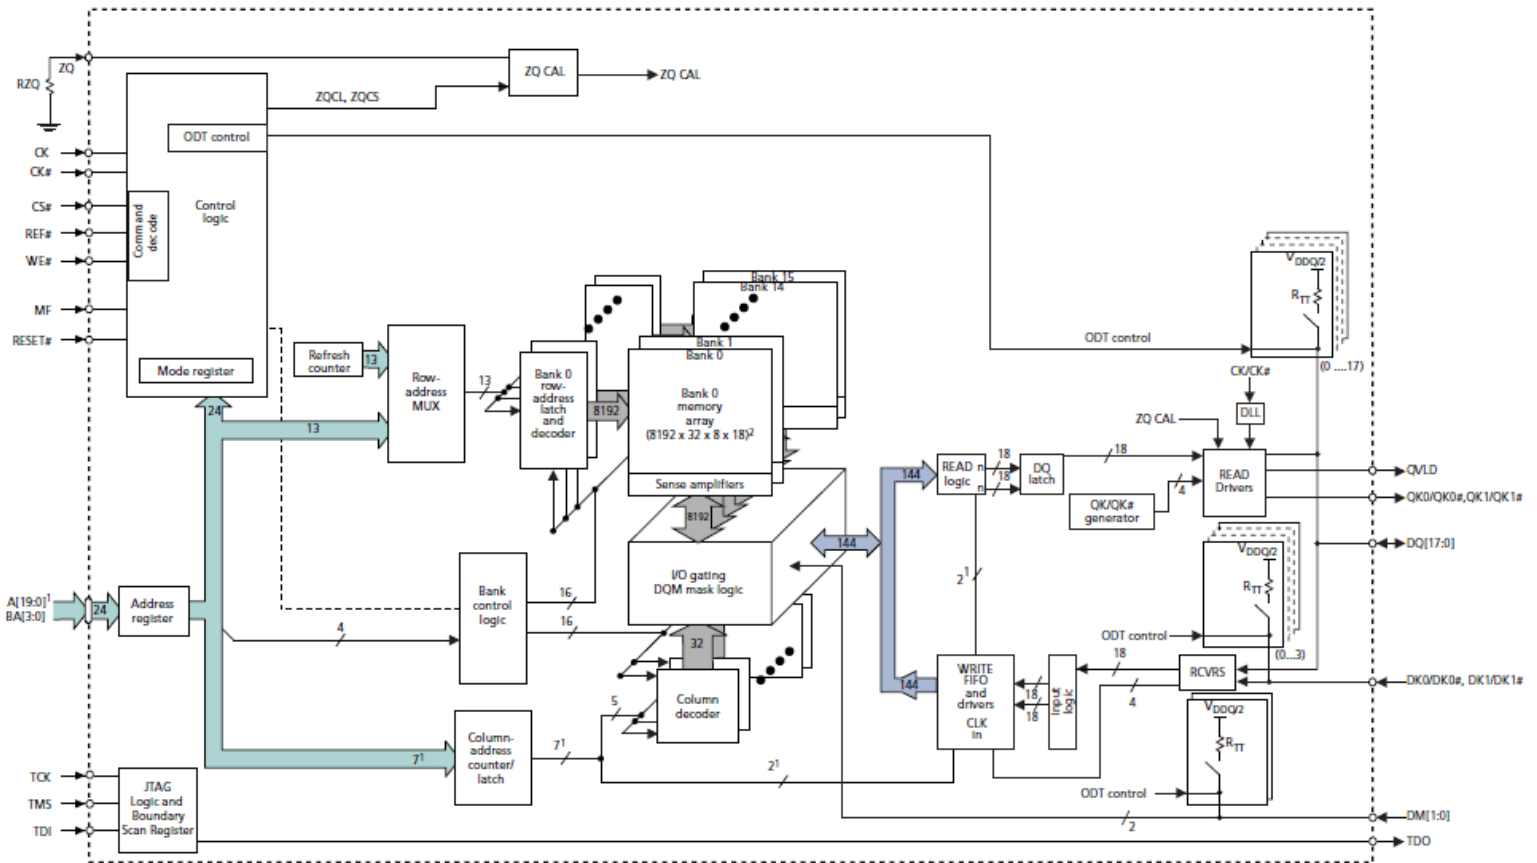 ZQ
RZQ
ZQ CAL
ZQ CAL
ZQCL, ZQCS
ODT control
CK
CK#
CS#
REF#
WE#
MF
RESET#
Command
decode
Control
logic
Mode register
Refresh
counter
13
Row-
address
MUX
13
24
13
Bank 0
row-
address
latch
and
decoder
8192
Bank 15
Bank 14
Bank 1
Bank 0
Bank 0
memory
array
(8192 x 32 x 8 x 18)²
Sense amplifiers
8192
I/O gating
DQM mask logic
32
Column
decoder
5
A[19:0]¹
BA[3:0]
24
Address
register
4
Bank
control
logic
16
16
7¹
Column-
address
counter/
latch
7¹
2¹
TCK
TMS
TDI
JTAG
Logic and
Boundary
Scan Register
144
144
144
READ
logic
n
n
18
18
DQ
latch
18
2¹
QK/QK#
generator
4
ZQ CAL
CK/CK#
DLL
READ
Drivers
ODT control
VDDQ/2
RTT
(0 ....17)
QVLD
QK0/QK0#,QK1/QK1#
DQ[17:0]
VDDQ/2
RTT
ODT control
(0...3)
WRITE
FIFO
and
drivers
CLK
in
18
18
Input
logic
18
4
RCVRS
DK0/DK0#, DK1/DK1#
VDDQ/2
RTT
ODT control
2
DM[1:0]
TDO